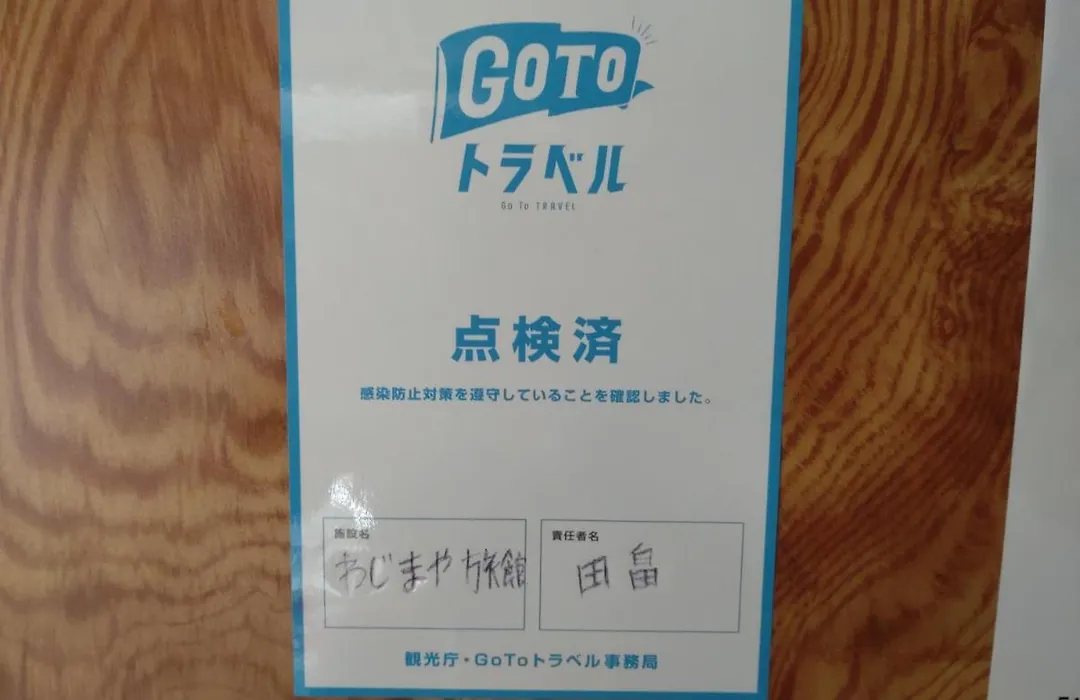 GOTO
トラベル
Go To TRAVEL
点検済
感染防止対策を遵守していることを確認しました。
施設名
わじまや旅館
責任者名
田畠
観光庁・GoToトラベル事務局